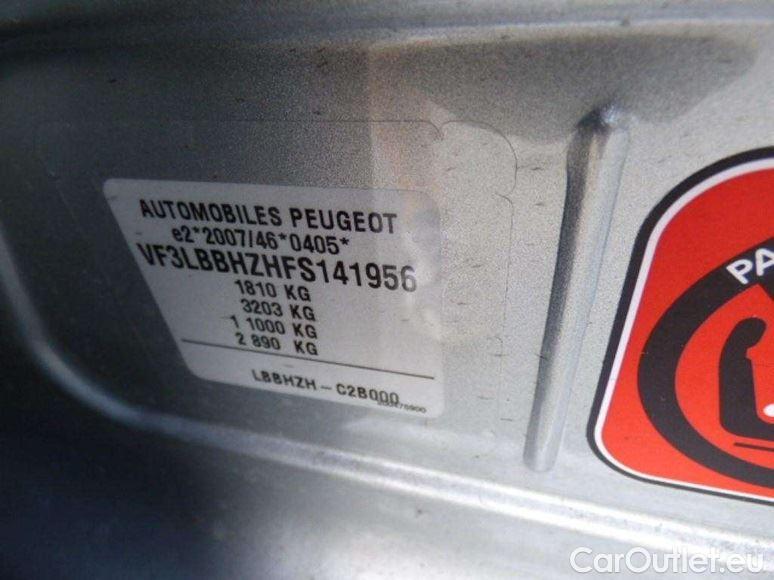 AUTOMOBILES PEUGEOT
e2*2007/46*0405*
VF3LBBHZHFS141956
1810 KG
3203 KG
1 1000 KG
2 890 KG
LBBHZH - C2B000
PA
CarOutlet.eu